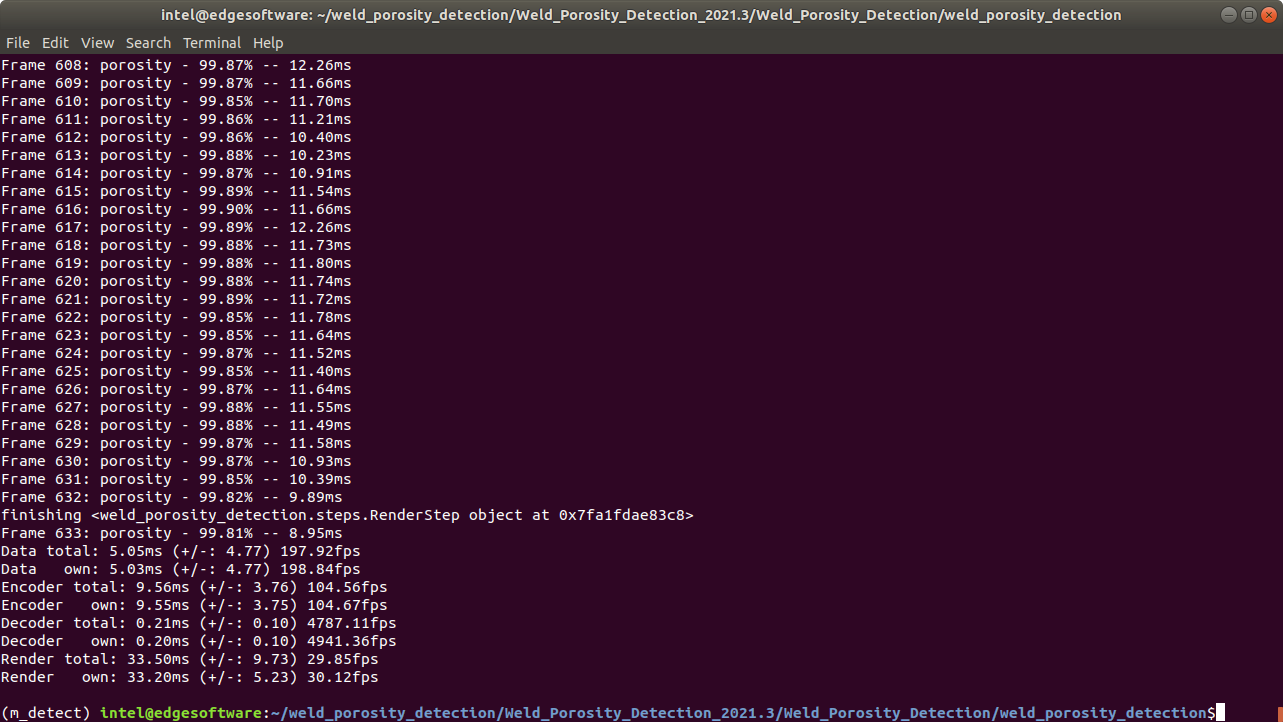 intel@edgesoftware: ~/weld_porosity_detection/Weld_Porosity_Detection_2021.3/Weld_Porosity_Detection/weld_porosity_detection
File Edit View Search Terminal Help
Frame 608: porosity - 99.87% -- 12.26ms
Frame 609: porosity - 99.87% -- 11.66ms
Frame 610: porosity - 99.85% -- 11.70ms
Frame 611: porosity - 99.86% -- 11.21ms
Frame 612: porosity - 99.86% -- 10.40ms
Frame 613: porosity - 99.88% -- 10.23ms
Frame 614: porosity - 99.87% -- 10.91ms
Frame 615: porosity - 99.89% -- 11.54ms
Frame 616: porosity - 99.90% -- 11.66ms
Frame 617: porosity - 99.89% -- 12.26ms
Frame 618: porosity - 99.88% -- 11.73ms
Frame 619: porosity - 99.88% -- 11.80ms
Frame 620: porosity - 99.88% -- 11.74ms
Frame 621: porosity - 99.89% -- 11.72ms
Frame 622: porosity - 99.85% -- 11.78ms
Frame 623: porosity - 99.85% -- 11.64ms
Frame 624: porosity - 99.87% -- 11.52ms
Frame 625: porosity - 99.85% -- 11.40ms
Frame 626: porosity - 99.87% -- 11.64ms
Frame 627: porosity - 99.88% -- 11.55ms
Frame 628: porosity - 99.88% -- 11.49ms
Frame 629: porosity - 99.87% -- 11.58ms
Frame 630: porosity - 99.87% -- 10.93ms
Frame 631: porosity - 99.85% -- 10.39ms
Frame 632: porosity - 99.82% -- 9.89ms
finishing <weld_porosity_detection.steps.RenderStep object at 0x7fa1fdae83c8>
Frame 633: porosity - 99.81% -- 8.95ms
Data total: 5.05ms (+/-: 4.77) 197.92fps
Data   own: 5.03ms (+/-: 4.77) 198.84fps
Encoder total: 9.56ms (+/-: 3.76) 104.56fps
Encoder   own: 9.55ms (+/-: 3.75) 104.67fps
Decoder total: 0.21ms (+/-: 0.10) 4787.11fps
Decoder   own: 0.20ms (+/-: 0.10) 4941.36fps
Render total: 33.50ms (+/-: 9.73) 29.85fps
Render   own: 33.20ms (+/-: 5.23) 30.12fps
(m_detect) intel@edgesoftware:~/weld_porosity_detection/Weld_Porosity_Detection_2021.3/Weld_Porosity_Detection/weld_porosity_detection$